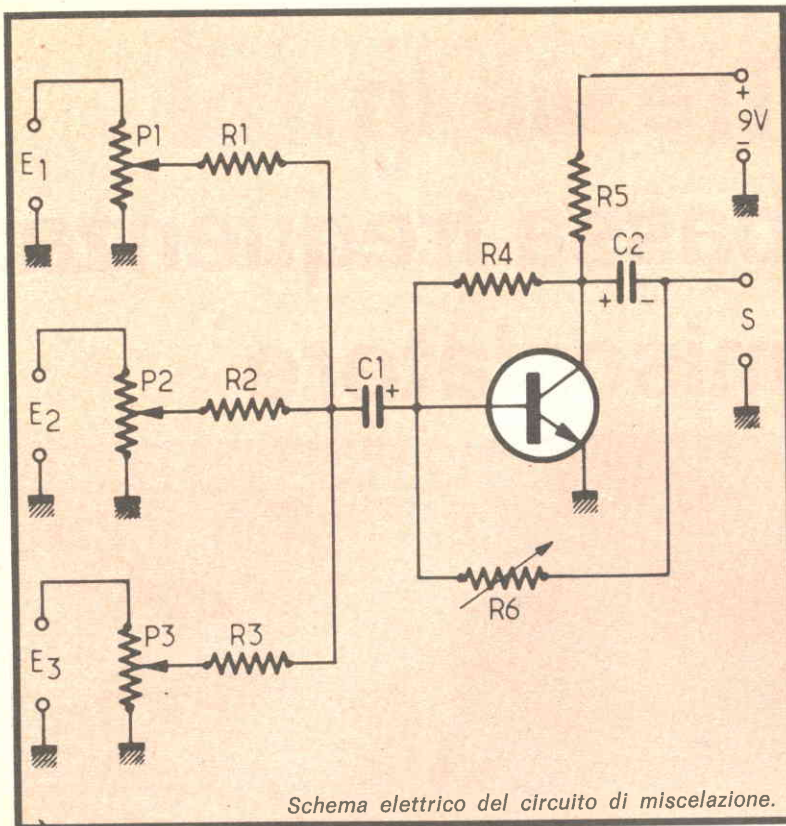 E1
P1
R1
E2
P2
R2
E3
P3
R3
C1
- +
R4
R5
C2
+ -
R6
+
9V
-
S
Schema elettrico del circuito di miscelazione.